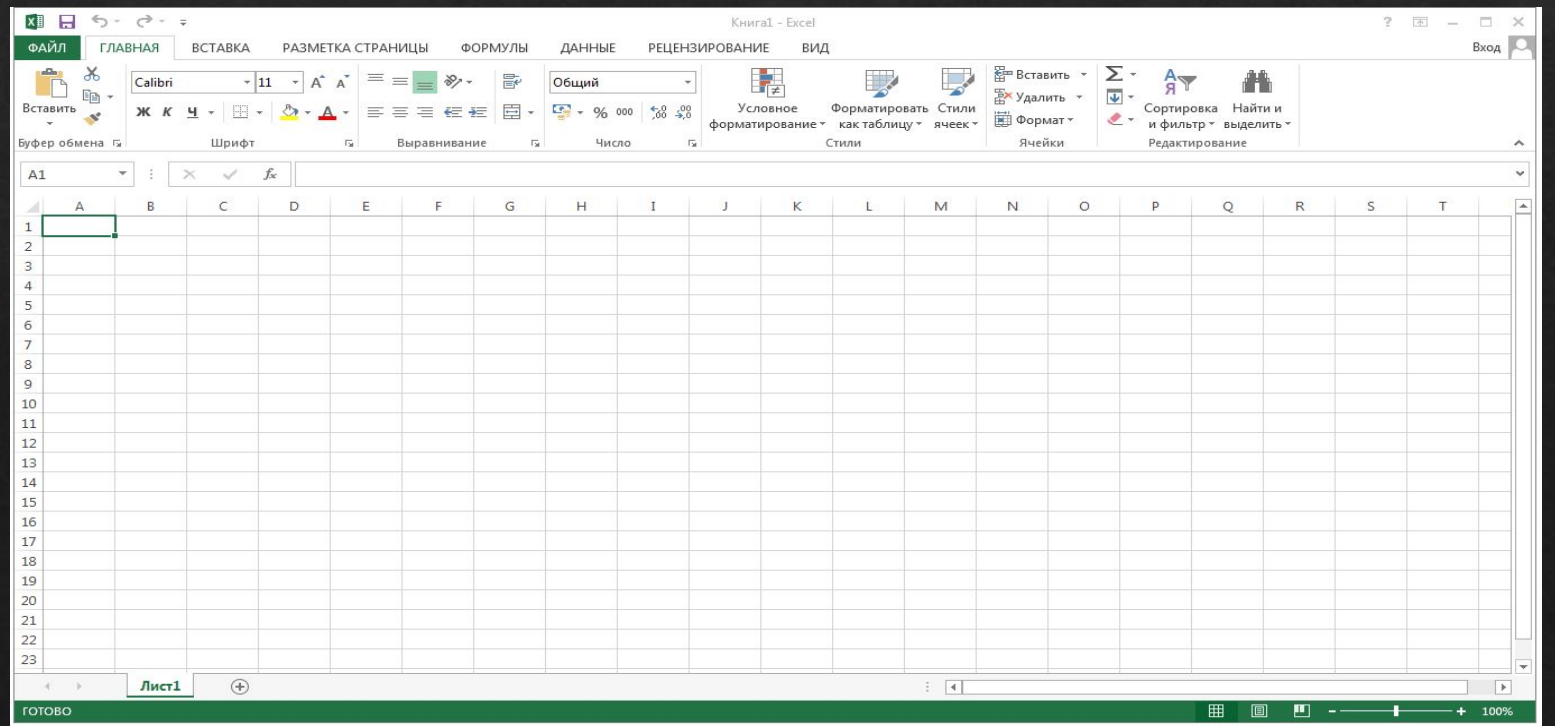 Книга1 - Excel
ФАЙЛ ГЛАВНАЯ ВСТАВКА РАЗМЕТКА СТРАНИЦЫ ФОРМУЛЫ ДАННЫЕ РЕЦЕНЗИРОВАНИЕ ВИД Вход
Вставить
Calibri 11
Ж К Ч
Общий
% 000
Условное форматирование
Форматировать как таблицу
Стили ячеек
Вставить
Удалить
Формат
Сортировка и фильтр
Найти и выделить
Буфер обмена Шрифт Выравнивание Число Стили Ячейки Редактирование
A1 fx
A B C D E F G H I J K L M N O P Q R S T
1
2
3
4
5
6
7
8
9
10
11
12
13
14
15
16
17
18
19
20
21
22
23
Лист1
ГОТОВО 100%